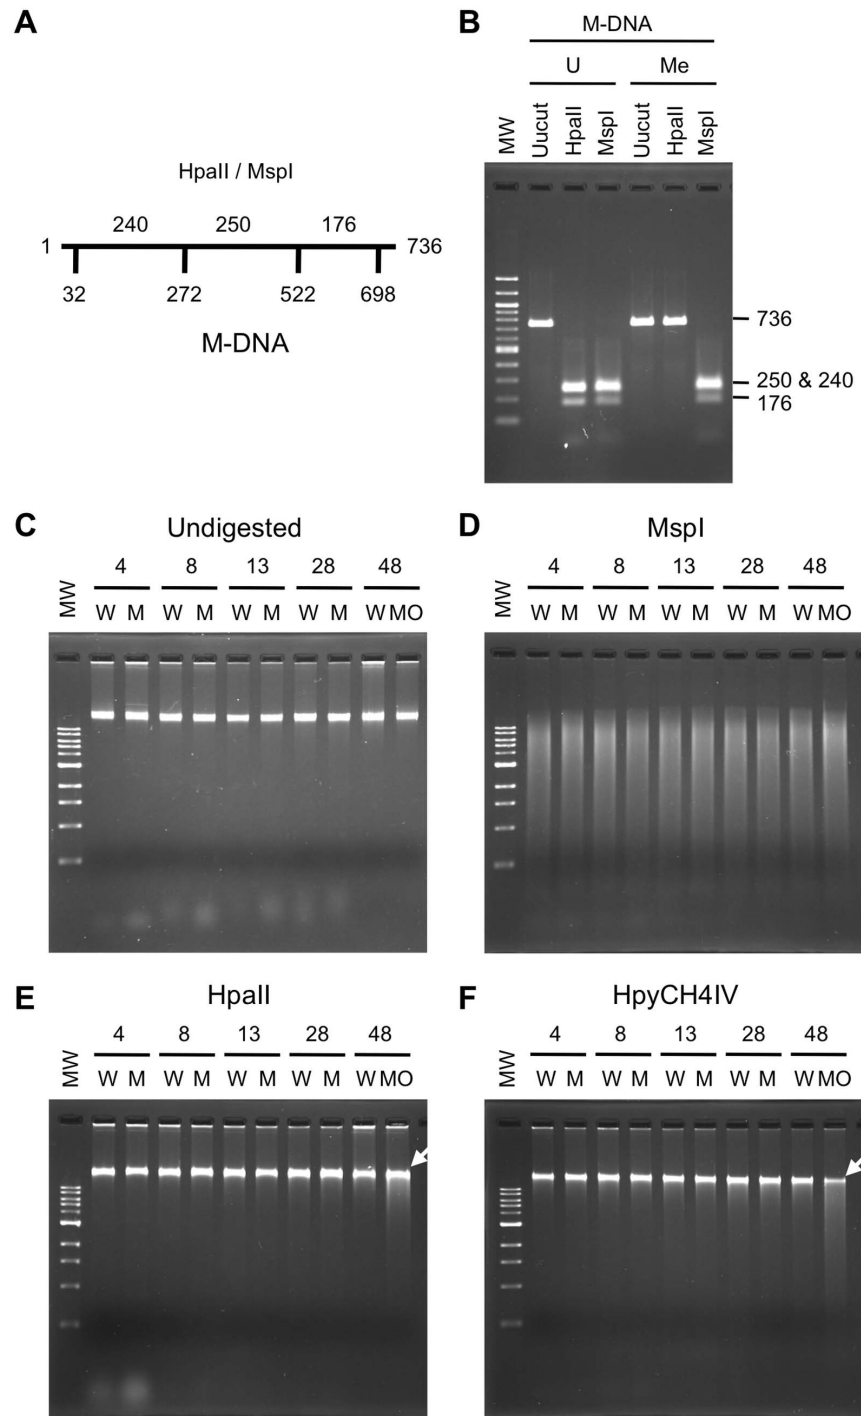 A
HpaII / MspI
240 250 176
1 736
32 272 522 698
M-DNA
B
M-DNA
U Me
MW Uucut HpaII MspI Uucut HpaII MspI
736
250 & 240
176
C Undigested
4 8 13 28 48
MW W M W M W M W M W MO
D MspI
4 8 13 28 48
MW W M W M W M W M W MO
E HpaII
4 8 13 28 48
MW W M W M W M W M W MO
F HpyCH4IV
4 8 13 28 48
MW W M W M W M W M W MO